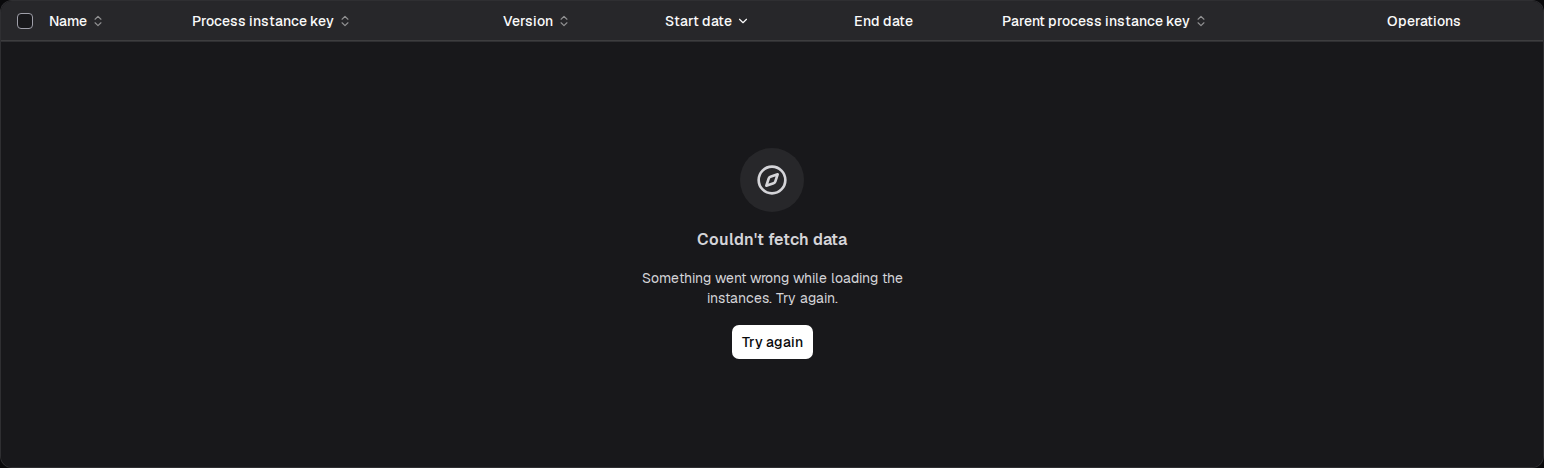 Name Process instance key Version Start date End date Parent process instance key Operations
Couldn't fetch data
Something went wrong while loading the
instances. Try again.
Try again